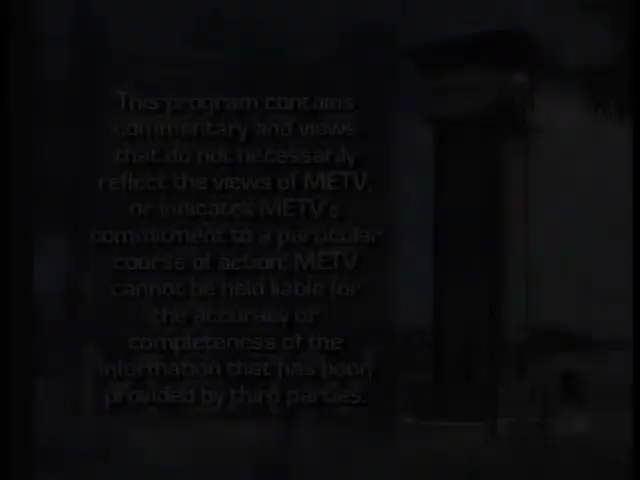 This program contains
commentary and views
that do not necessarily
reflect the views of METV,
or indicates METV's
commitment to a particular
course of action. METV
cannot be held liable for
the accuracy or
completeness of the
information that has been
provided by third parties.